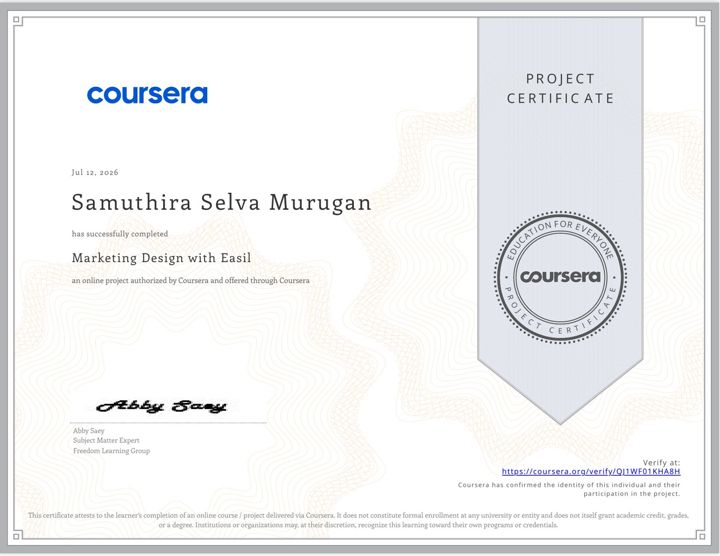 coursera
PROJECT
CERTIFICATE
Jul 12, 2026
Samuthira Selva Murugan
has successfully completed
Marketing Design with Easil
an online project authorized by Coursera and offered through Coursera
EDUCATION FOR EVERYONE
coursera
PROJECT CERTIFICATE
Abby Saey
Abby Saey
Subject Matter Expert
Freedom Learning Group
Verify at:
https://coursera.org/verify/QJ1WF01KHA8H
Coursera has confirmed the identity of this individual and their
participation in the project.
This certificate attests to the learner's completion of an online course / project delivered via Coursera. It does not constitute formal enrollment at any university or entity and does not itself grant academic credit, grades,
or a degree. Institutions or organizations may, at their discretion, recognize this learning toward their own programs or credentials.